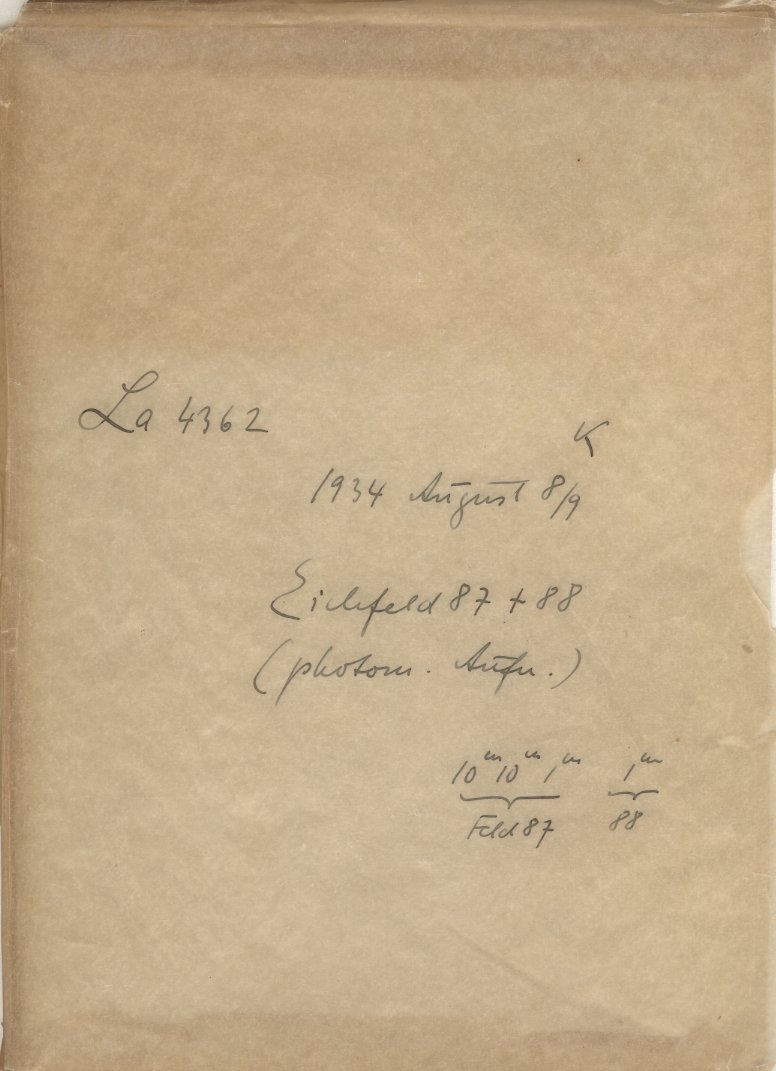 La 4362
K
1934 August 8/9
Eichfeld 87 + 88
(photom. Aufn.)
10ᵐ 10ᵐ 1ᵐ 1ᵐ
Feld 87 88